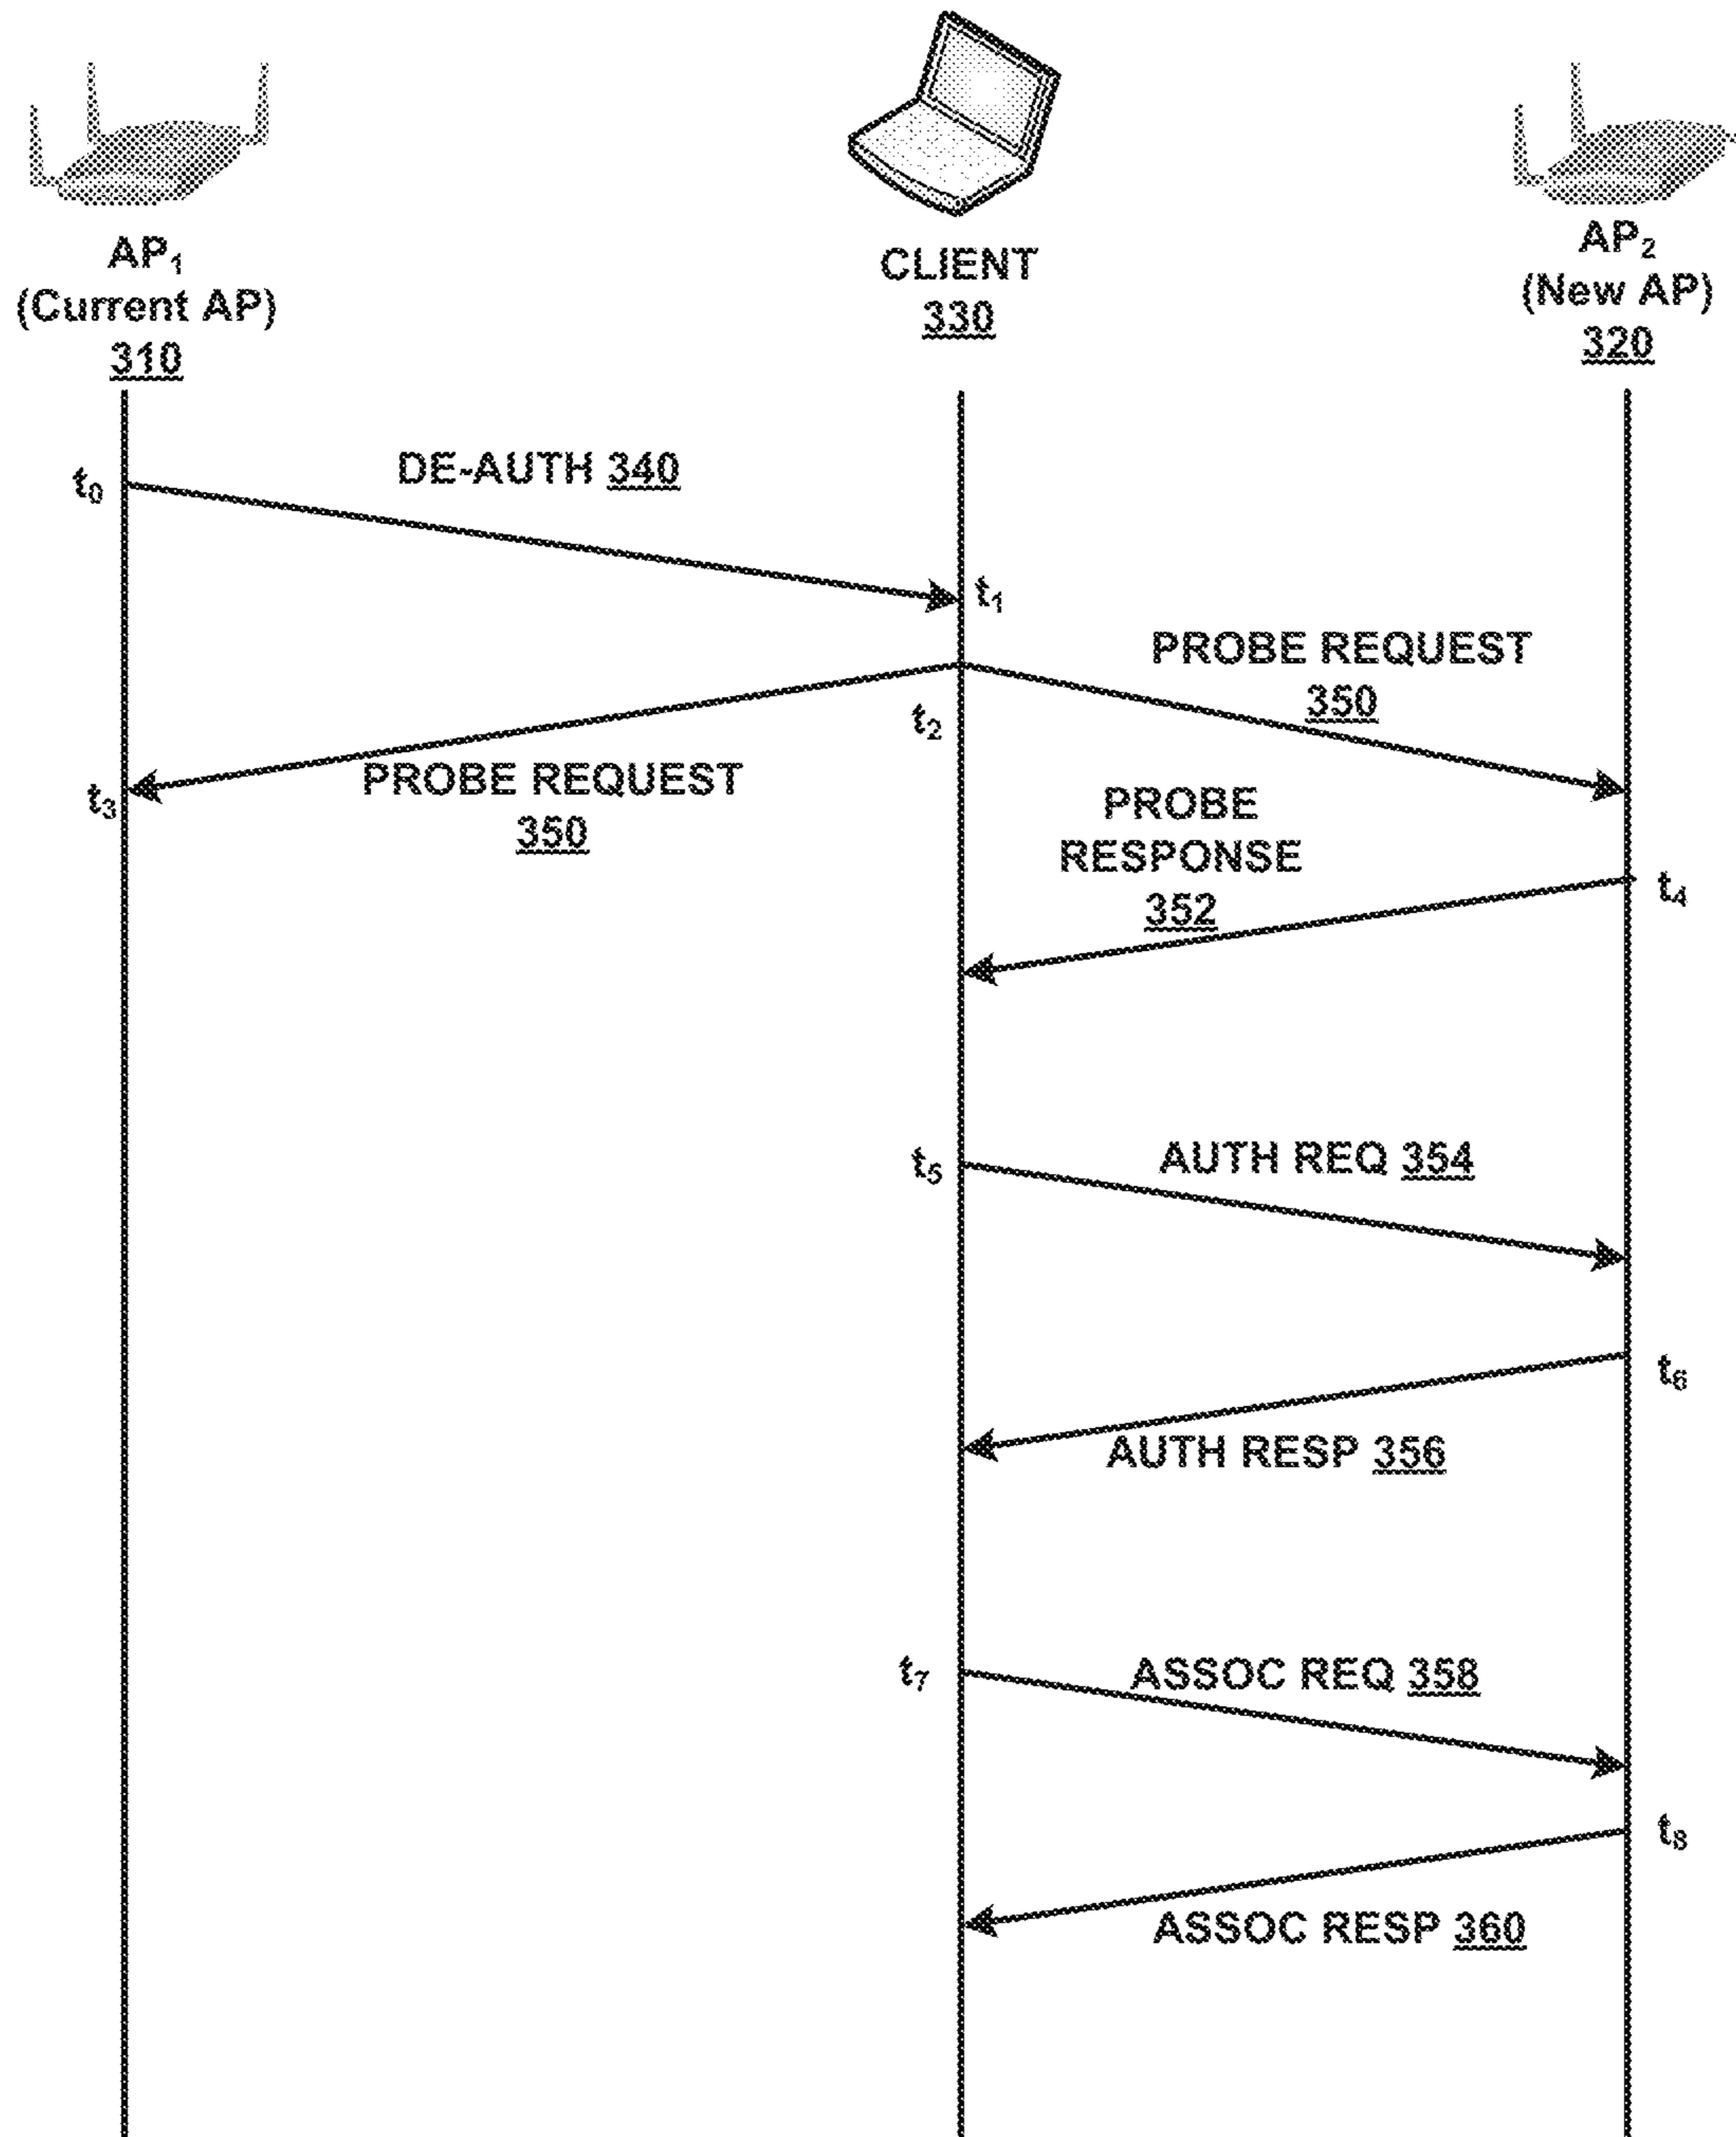 AP₁
(Current AP)
310
CLIENT
330
AP₂
(New AP)
320
DE-AUTH 340
t₀
t₁
PROBE REQUEST
350
t₂
PROBE REQUEST
350
t₃
PROBE
RESPONSE
352
t₄
AUTH REQ 354
t₅
t₆
AUTH RESP 356
t₇
ASSOC REQ 358
t₈
ASSOC RESP 360